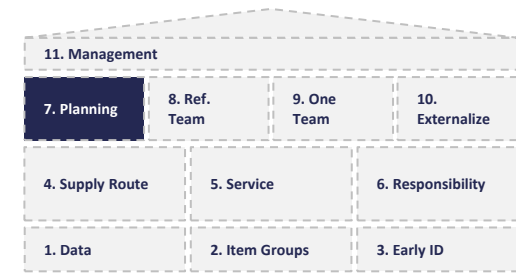 11. Management
7. Planning
8. Ref.
Team
9. One
Team
10.
Externalize
4. Supply Route
5. Service
6. Responsibility
1. Data
2. Item Groups
3. Early ID